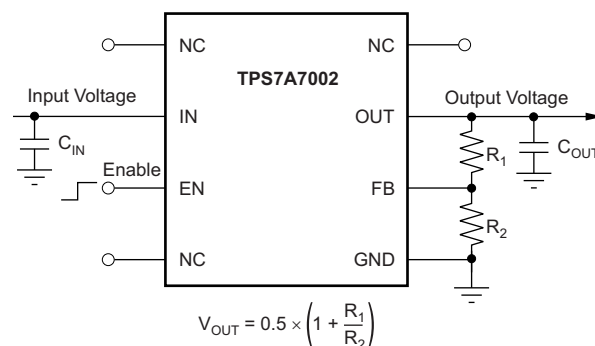 NC
NC
TPS7A7002
Input Voltage
IN
OUT
Output Voltage
C_IN
R_1
C_OUT
Enable
EN
FB
R_2
NC
GND
V_OUT = 0.5 × (1 + R_1/R_2)